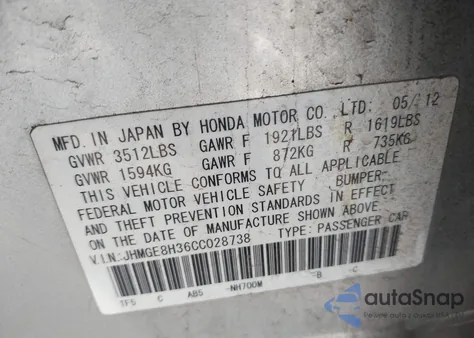 MFD. IN JAPAN BY HONDA MOTOR CO., LTD: 05/12
GVWR 3512LBS GAWR F 1921LBS R 1619LBS
GVWR 1594KG GAWR F 872KG R 735KG
THIS VEHICLE CONFORMS TO ALL APPLICABLE
FEDERAL MOTOR VEHICLE SAFETY BUMPER,
AND THEFT PREVENTION STANDARDS IN EFFECT
ON THE DATE OF MANUFACTURE SHOWN ABOVE.
V.I.N.: JHMGE8H36CC028738 TYPE: PASSENGER CAR
TF5 C AB5 -NH700M -B -C
autoSnap